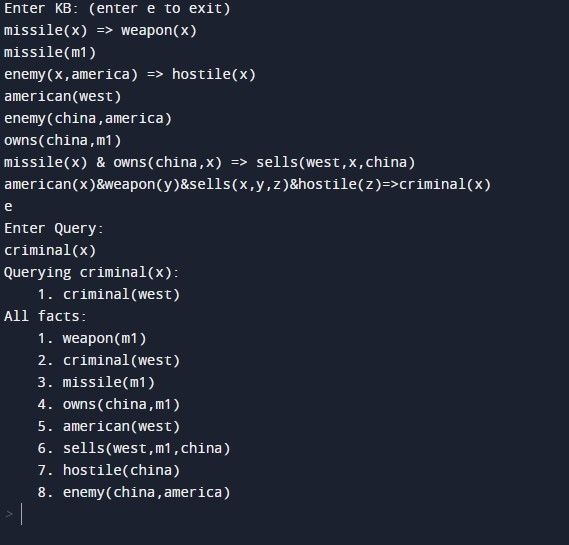 Enter KB: (enter e to exit)
missile(x) => weapon(x)
missile(m1)
enemy(x,america) => hostile(x)
american(west)
enemy(china,america)
owns(china,m1)
missile(x) & owns(china,x) => sells(west,x,china)
american(x)&weapon(y)&sells(x,y,z)&hostile(z)=>criminal(x)
e
Enter Query:
criminal(x)
Querying criminal(x):
    1. criminal(west)
All facts:
    1. weapon(m1)
    2. criminal(west)
    3. missile(m1)
    4. owns(china,m1)
    5. american(west)
    6. sells(west,m1,china)
    7. hostile(china)
    8. enemy(china,america)
>